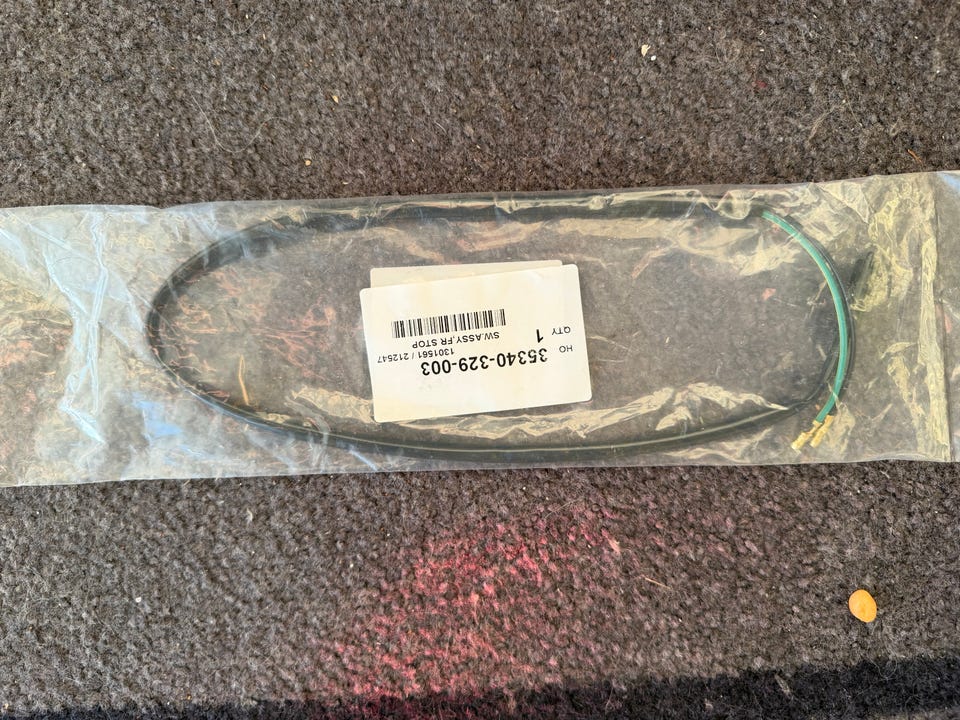 HO QTY
35340-329-003 1
1301561 / 212547
SW.ASSY,FR STOP